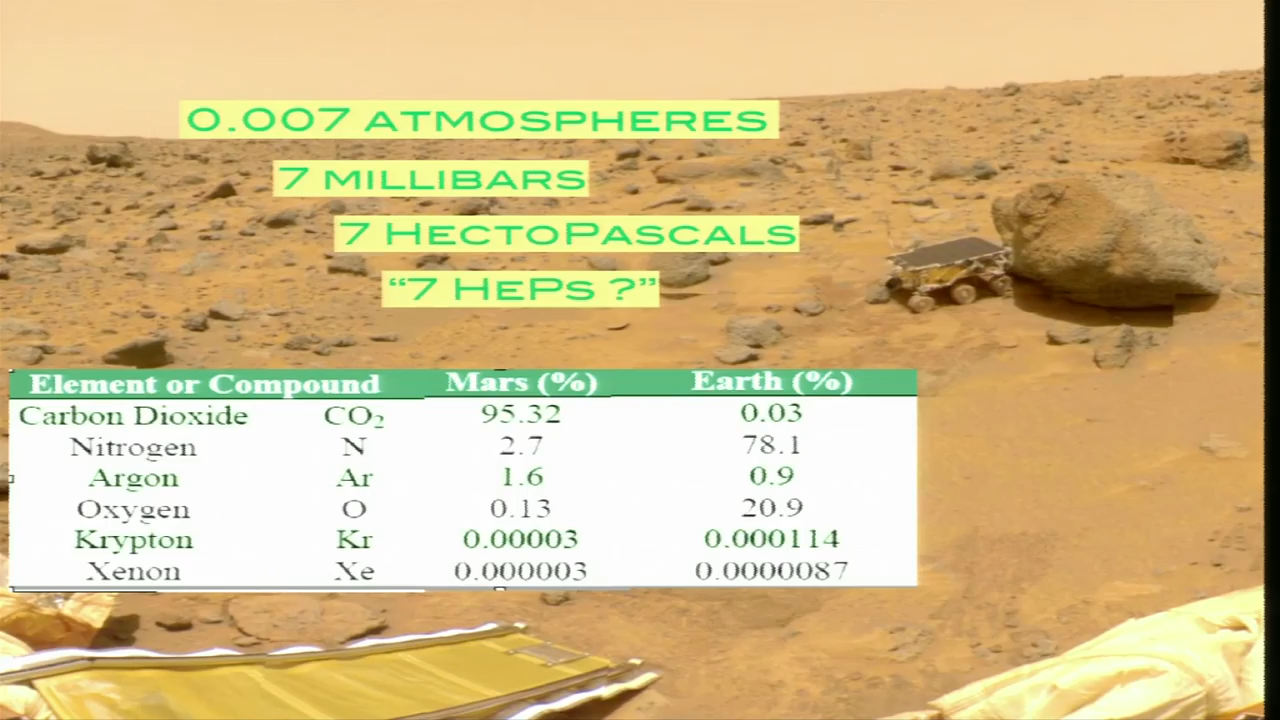 0.007 ATMOSPHERES
7 MILLIBARS
7 HECTOPASCALS
“7 HEPS ?”
Element or Compound Mars (%) Earth (%)
Carbon Dioxide CO₂ 95.32 0.03
Nitrogen N 2.7 78.1
Argon Ar 1.6 0.9
Oxygen O 0.13 20.9
Krypton Kr 0.00003 0.000114
Xenon Xe 0.000003 0.0000087